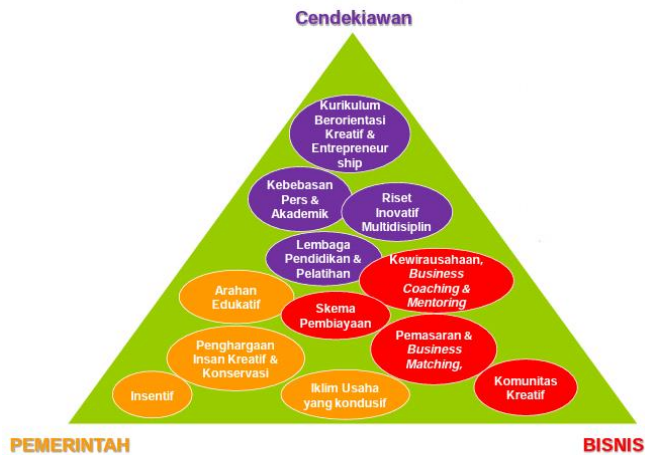 Cendekiawan
Kurikulum
Berorientasi
Kreatif &
Entrepreneur
ship
Kebebasan
Pers &
Akademik
Riset
Inovatif
Multidisiplin
Lembaga
Pendidikan &
Pelatihan
Kewirausahaan,
Business
Coaching &
Mentoring
Arahan
Edukatif
Skema
Pembiayaan
Pemasaran &
Business
Matching,
Penghargaan
Insan Kreatif &
Konservasi
Insentif
Iklim Usaha
yang kondusif
Komunitas
Kreatif
PEMERINTAH
BISNIS